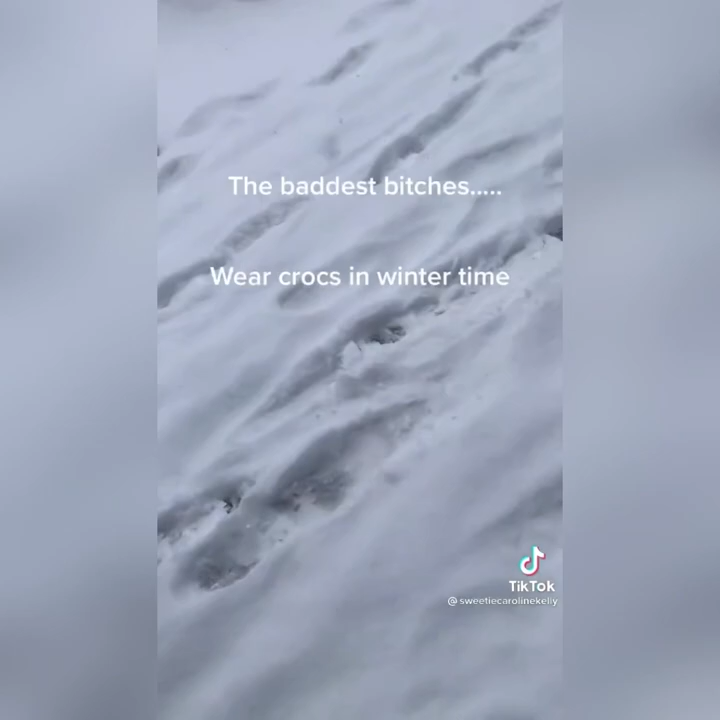 The baddest bitches.....
Wear crocs in winter time
TikTok
@sweetiecarolinekelly